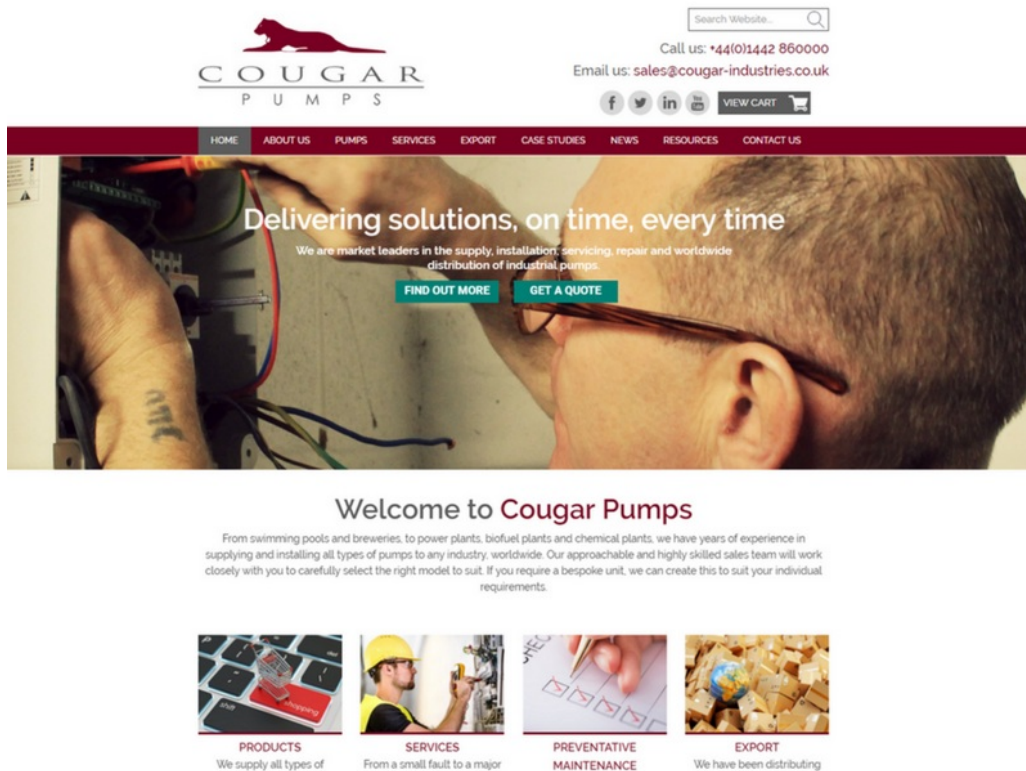 Search Website...
Call us: +44(0)1442 860000
Email us: sales@cougar-industries.co.uk
COUGAR
PUMPS
VIEW CART
HOME ABOUT US PUMPS SERVICES EXPORT CASE STUDIES NEWS RESOURCES CONTACT US
Delivering solutions, on time, every time
We are market leaders in the supply, installation, servicing, repair and worldwide
distribution of industrial pumps.
FIND OUT MORE GET A QUOTE
Welcome to Cougar Pumps
From swimming pools and breweries, to power plants, biofuel plants and chemical plants, we have years of experience in
supplying and installing all types of pumps to any industry, worldwide. Our approachable and highly skilled sales team will work
closely with you to carefully select the right model to suit. If you require a bespoke unit, we can create this to suit your individual
requirements.
shift
shopping
del
PRODUCTS
We supply all types of
SERVICES
From a small fault to a major
PREVENTATIVE
MAINTENANCE
EXPORT
We have been distributing